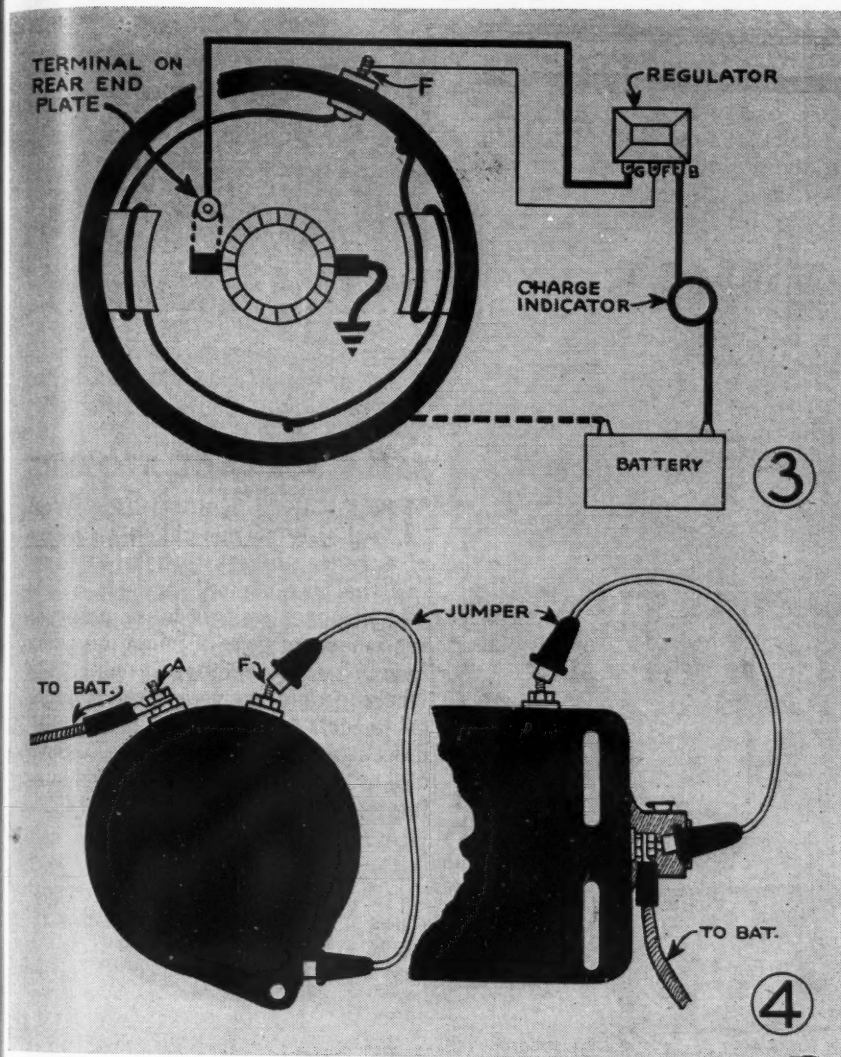 TERMINAL ON
REAR END
PLATE
F
REGULATOR
G F B
CHARGE
INDICATOR
BATTERY
3
JUMPER
A
F
TO BAT.
TO BAT.
4